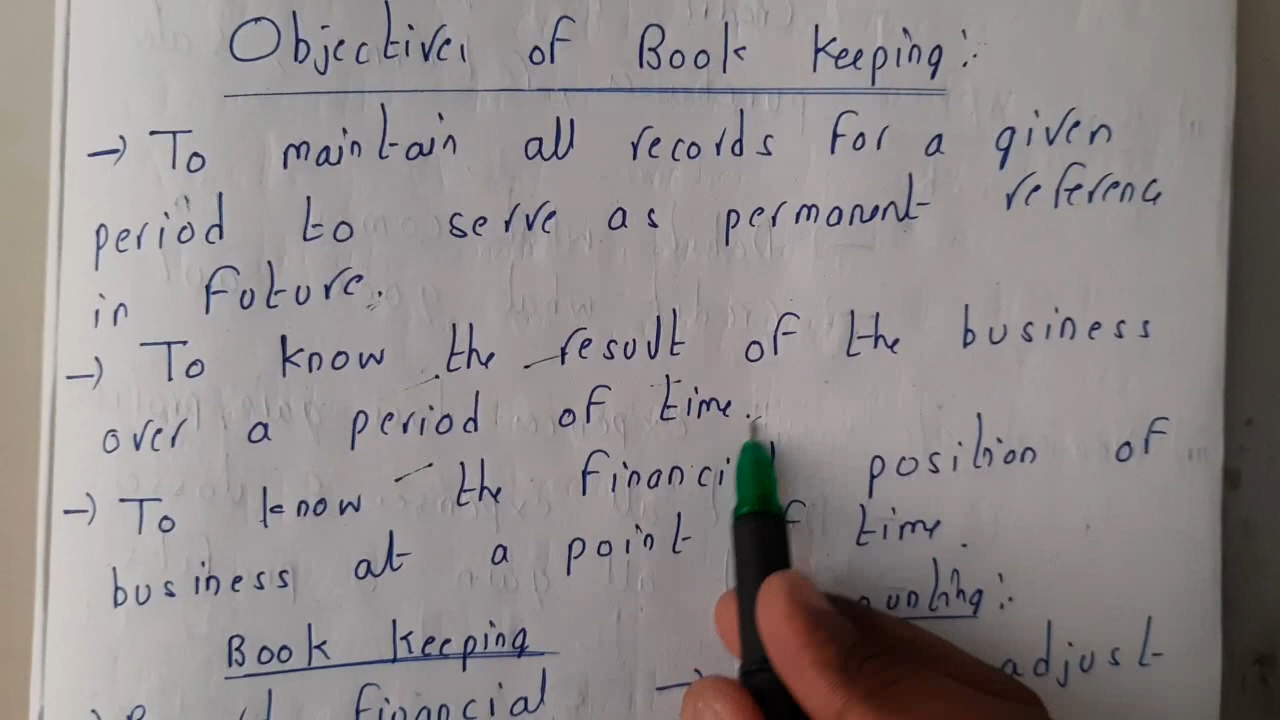 Objective, of Book Keeping :-
→ To maintain all records for a given
period to serve as permanent reference
in future.
→ To know the result of the business
over a period of time.
→ To know the financial position of
business at a point of time.
Book Keeping
financial
→ adjust